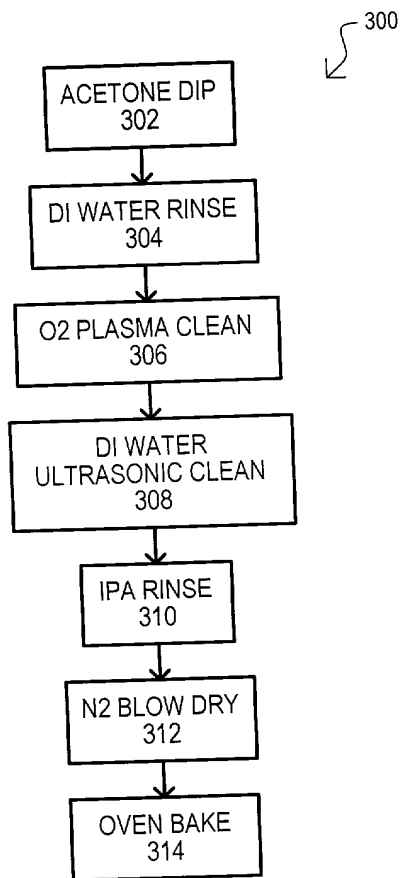 300
ACETONE DIP
302
DI WATER RINSE
304
O2 PLASMA CLEAN
306
DI WATER
ULTRASONIC CLEAN
308
IPA RINSE
310
N2 BLOW DRY
312
OVEN BAKE
314